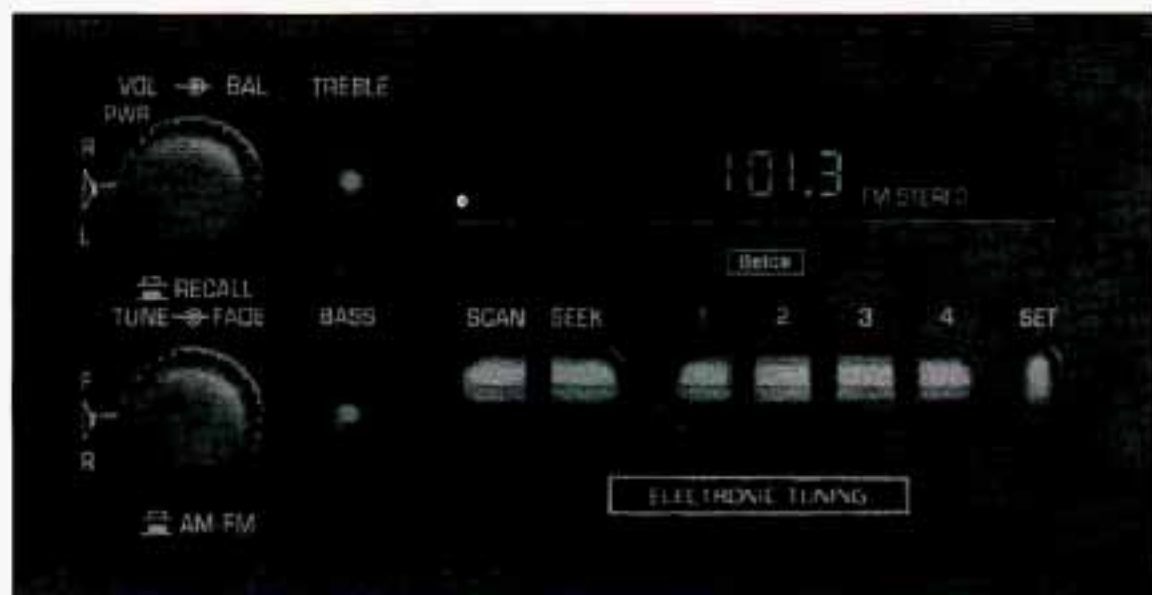 VOL BAL TREBLE
PWR
R
L
101.3 FM STEREO
Delco
RECALL
TUNE FADE BASS SCAN SEEK 1 2 3 4 SET
F
R
AM-FM
ELECTRONIC TUNING